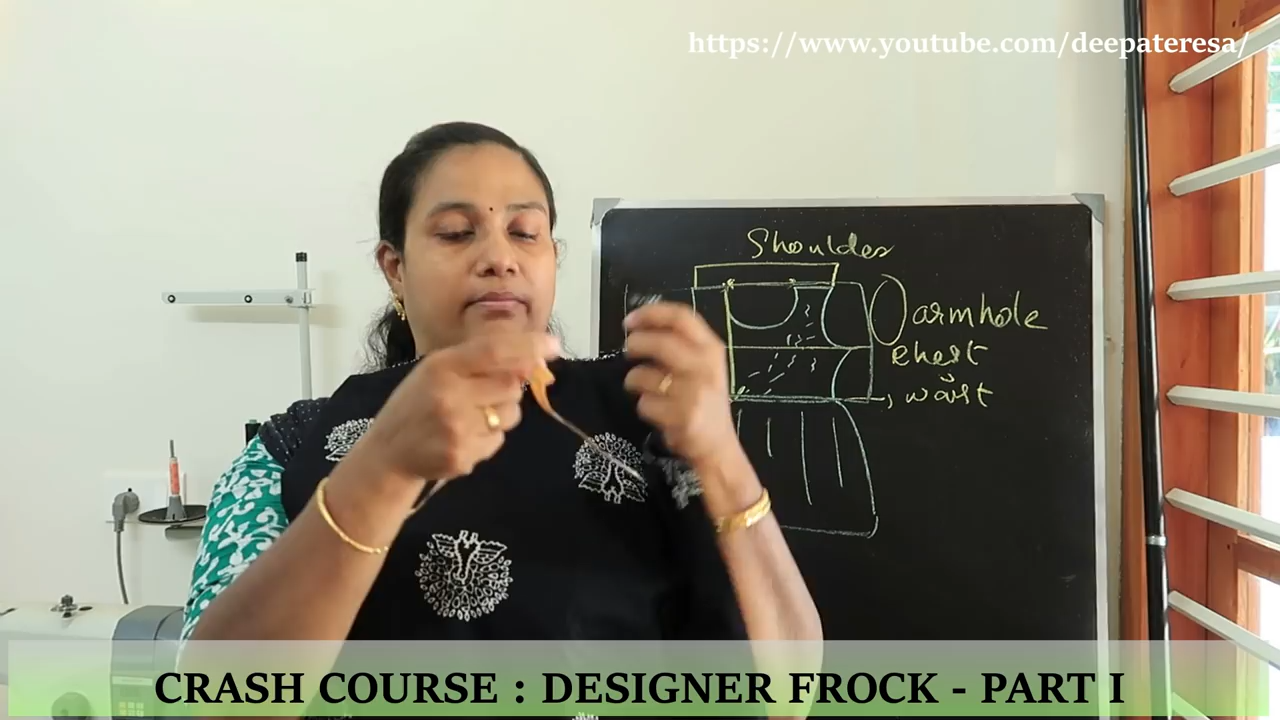 https://www.youtube.com/deepateresa/
Shoulder
armhole
chest
waist
CRASH COURSE : DESIGNER FROCK - PART I